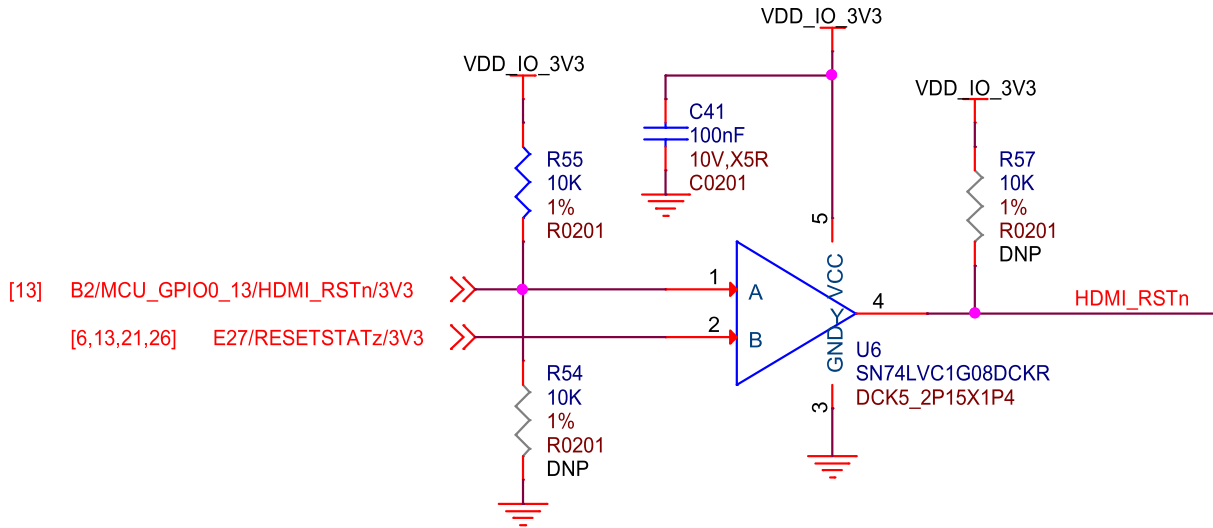 VDD_IO_3V3
VDD_IO_3V3
VDD_IO_3V3
C41
100nF
10V,X5R
C0201
R55
10K
1%
R0201
R57
10K
1%
R0201
DNP
5
VCC
[13] B2/MCU_GPIO0_13/HDMI_RSTn/3V3
1
A
4
Y
HDMI_RSTn
[6,13,21,26] E27/RESETSTATz/3V3
2
B
GND
3
U6
SN74LVC1G08DCKR
DCK5_2P15X1P4
R54
10K
1%
R0201
DNP